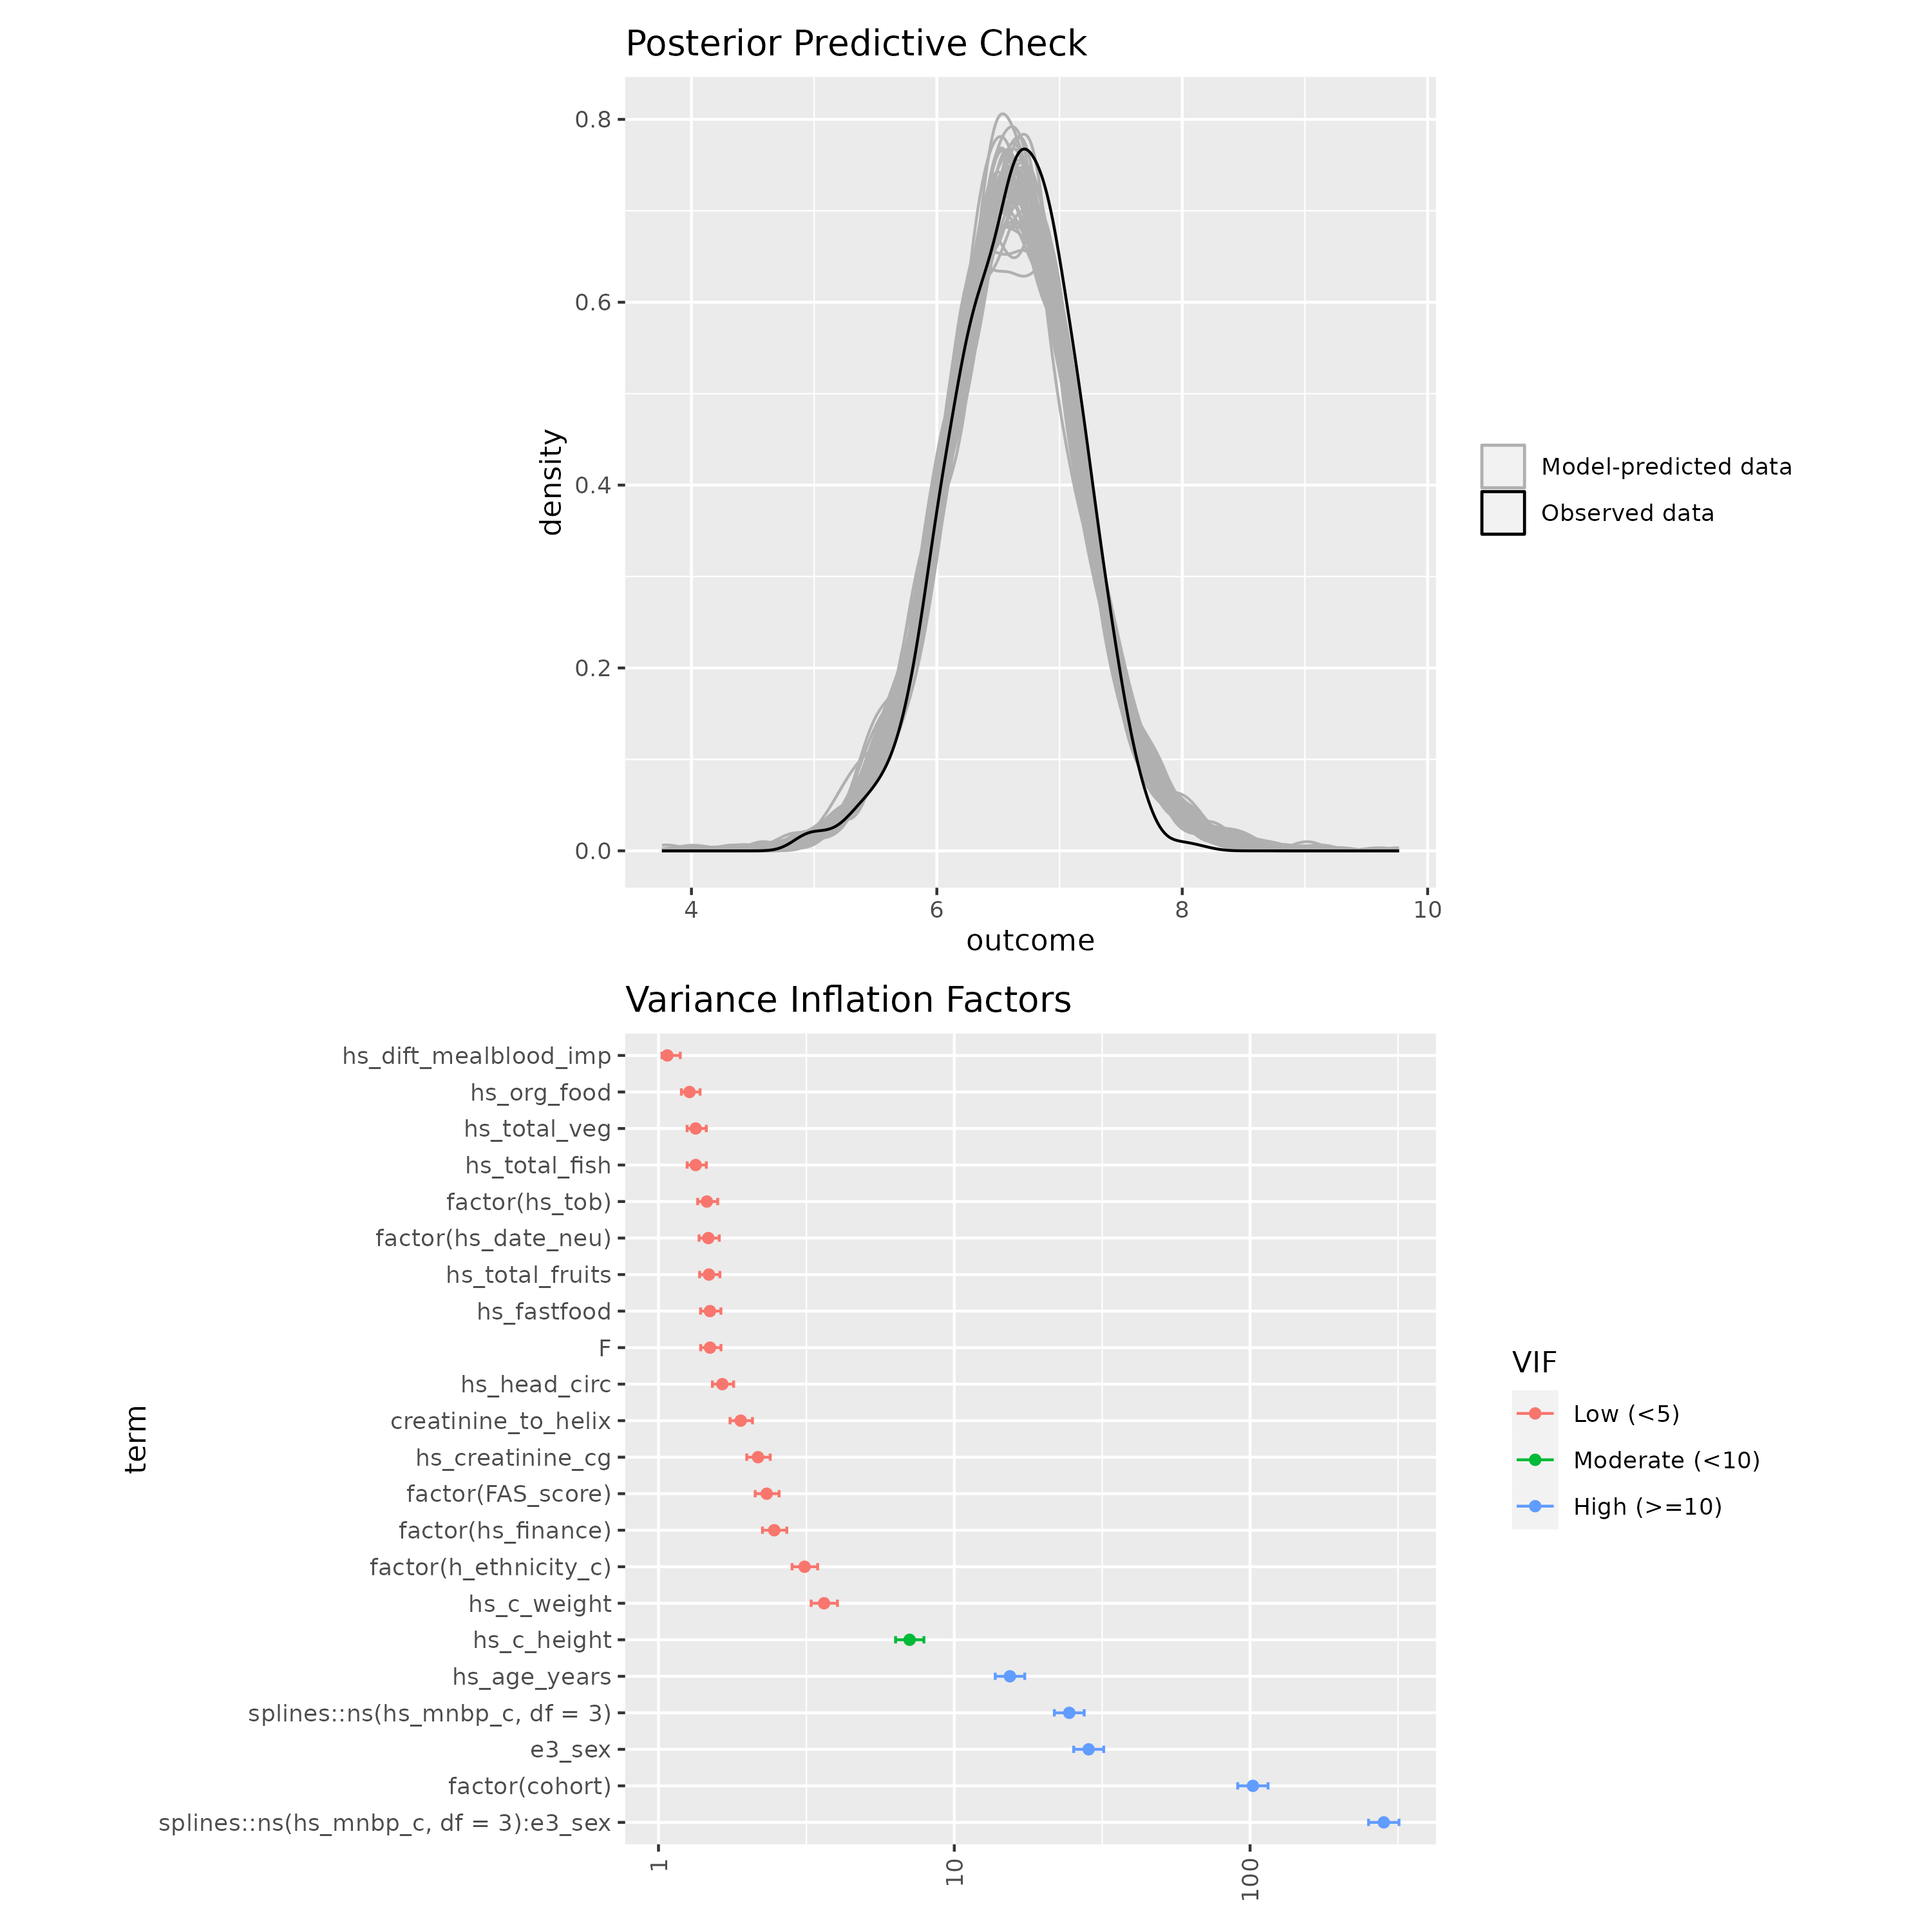 Posterior Predictive Check
density
0.8
0.6
0.4
0.2
0.0
4
6
8
10
outcome
Model-predicted data
Observed data
Variance Inflation Factors
term
hs_dift_mealblood_imp
hs_org_food
hs_total_veg
hs_total_fish
factor(hs_tob)
factor(hs_date_neu)
hs_total_fruits
hs_fastfood
F
hs_head_circ
creatinine_to_helix
hs_creatinine_cg
factor(FAS_score)
factor(hs_finance)
factor(h_ethnicity_c)
hs_c_weight
hs_c_height
hs_age_years
splines::ns(hs_mnbp_c, df = 3)
e3_sex
factor(cohort)
splines::ns(hs_mnbp_c, df = 3):e3_sex
1
10
100
VIF
Low (<5)
Moderate (<10)
High (>=10)